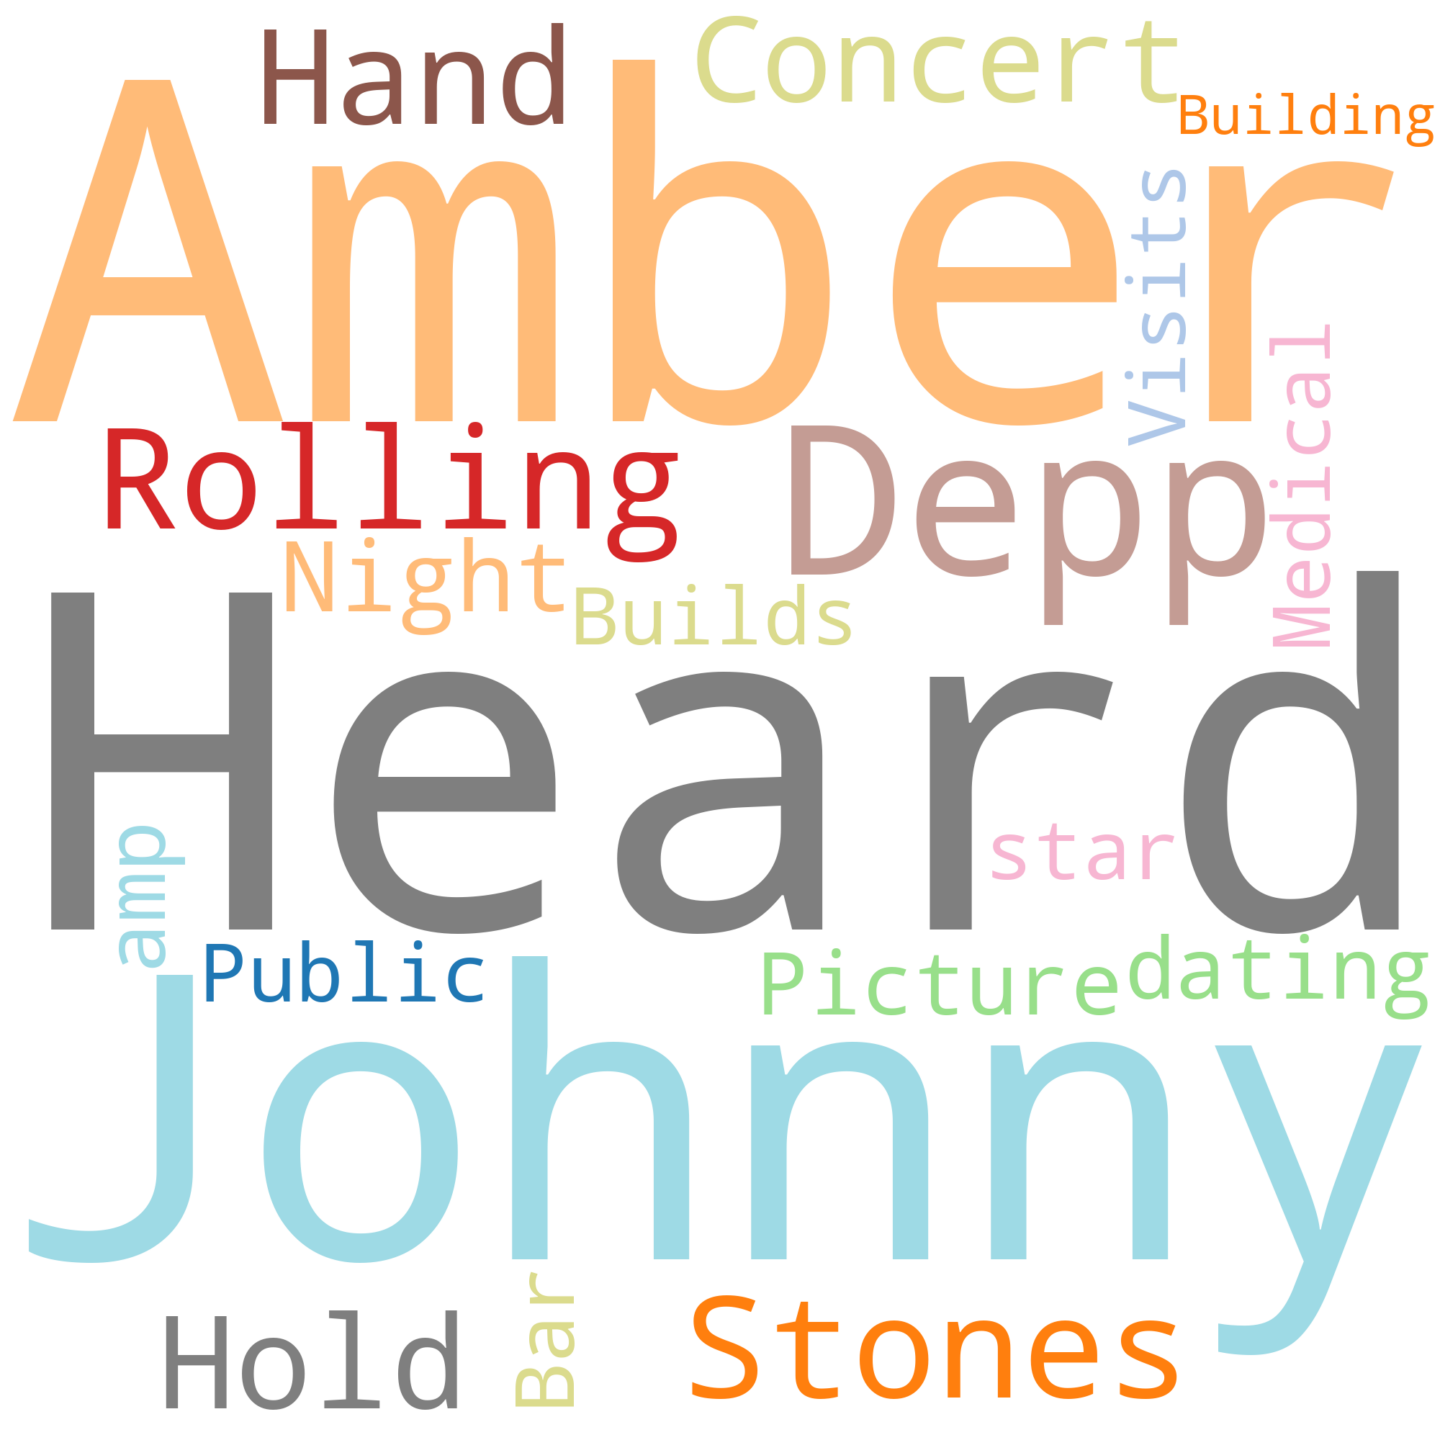 Hand
Concert
Building
Amber
Visits
Medical
Rolling
Depp
Night
Builds
Heard
amp
star
Public
Picture
dating
Johnny
Hold
Bar
Stones